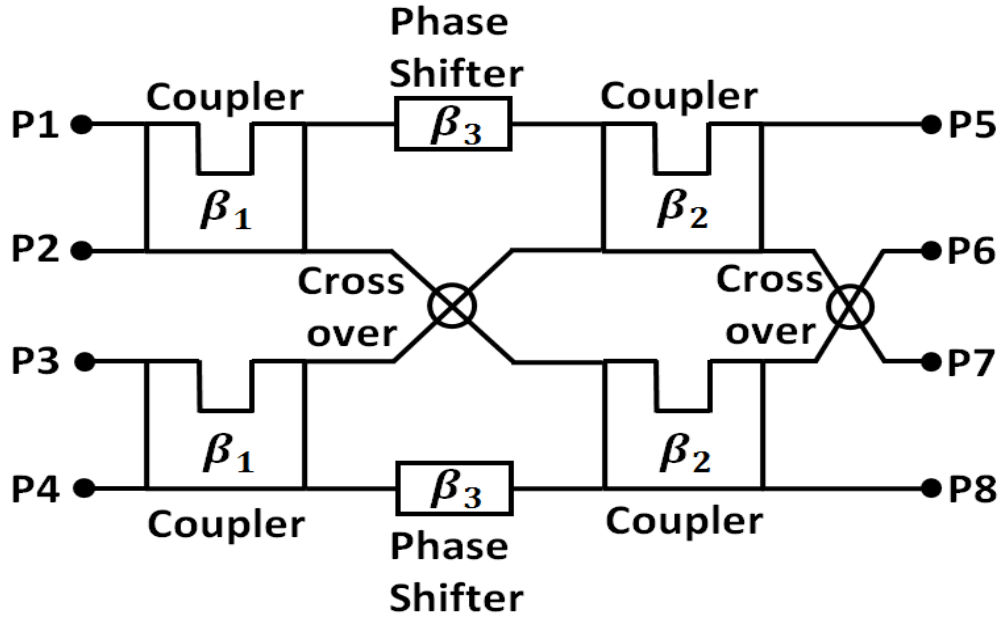 Phase
Shifter
Coupler
Coupler
P1
β3
P5
β1
β2
P2
P6
Cross
over
Cross
over
P3
P7
β1
β2
P4
β3
P8
Coupler
Coupler
Phase
Shifter